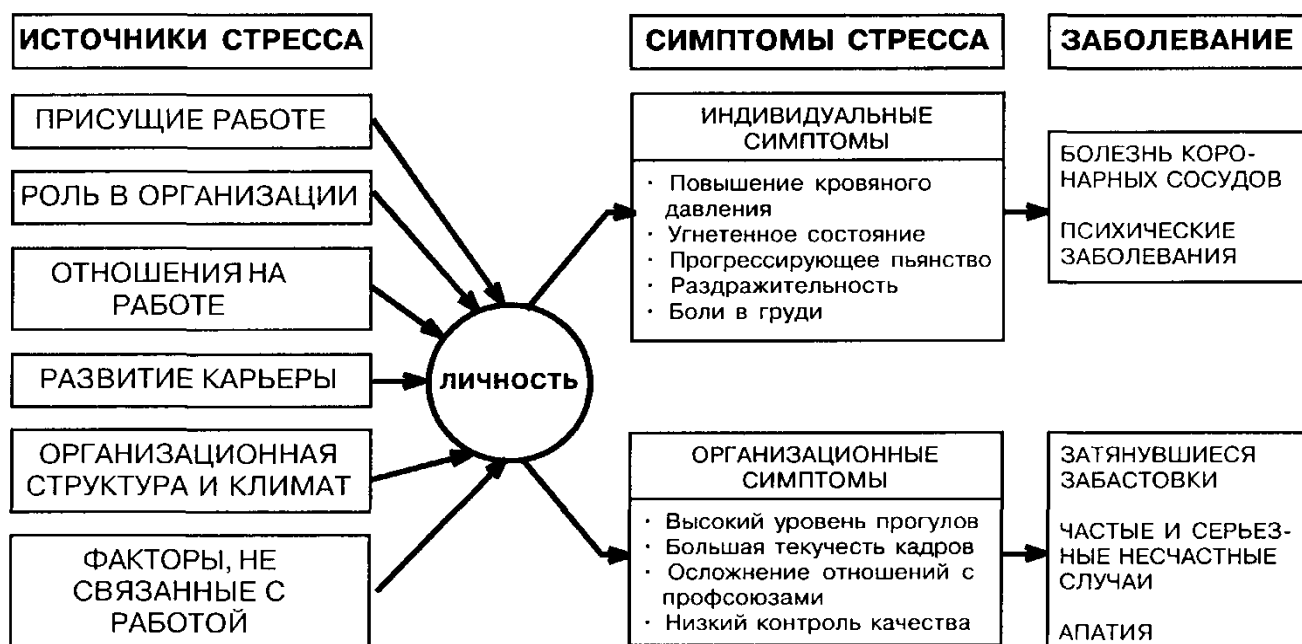 ИСТОЧНИКИ СТРЕССА
ПРИСУЩИЕ РАБОТЕ
РОЛЬ В ОРГАНИЗАЦИИ
ОТНОШЕНИЯ НА
РАБОТЕ
РАЗВИТИЕ КАРЬЕРЫ
ОРГАНИЗАЦИОННАЯ
СТРУКТУРА И КЛИМАТ
ФАКТОРЫ, НЕ
СВЯЗАННЫЕ С
РАБОТОЙ
ЛИЧНОСТЬ
СИМПТОМЫ СТРЕССА
ИНДИВИДУАЛЬНЫЕ
СИМПТОМЫ
· Повышение кровяного
давления
· Угнетенное состояние
· Прогрессирующее пьянство
· Раздражительность
· Боли в груди
ОРГАНИЗАЦИОННЫЕ
СИМПТОМЫ
· Высокий уровень прогулов
· Большая текучесть кадров
· Осложнение отношений с
профсоюзами
· Низкий контроль качества
ЗАБОЛЕВАНИЕ
БОЛЕЗНЬ КОРО-
НАРНЫХ СОСУДОВ
ПСИХИЧЕСКИЕ
ЗАБОЛЕВАНИЯ
ЗАТЯНУВШИЕСЯ
ЗАБАСТОВКИ
ЧАСТЫЕ И СЕРЬЕЗ-
НЫЕ НЕСЧАСТНЫЕ
СЛУЧАИ
АПАТИЯ